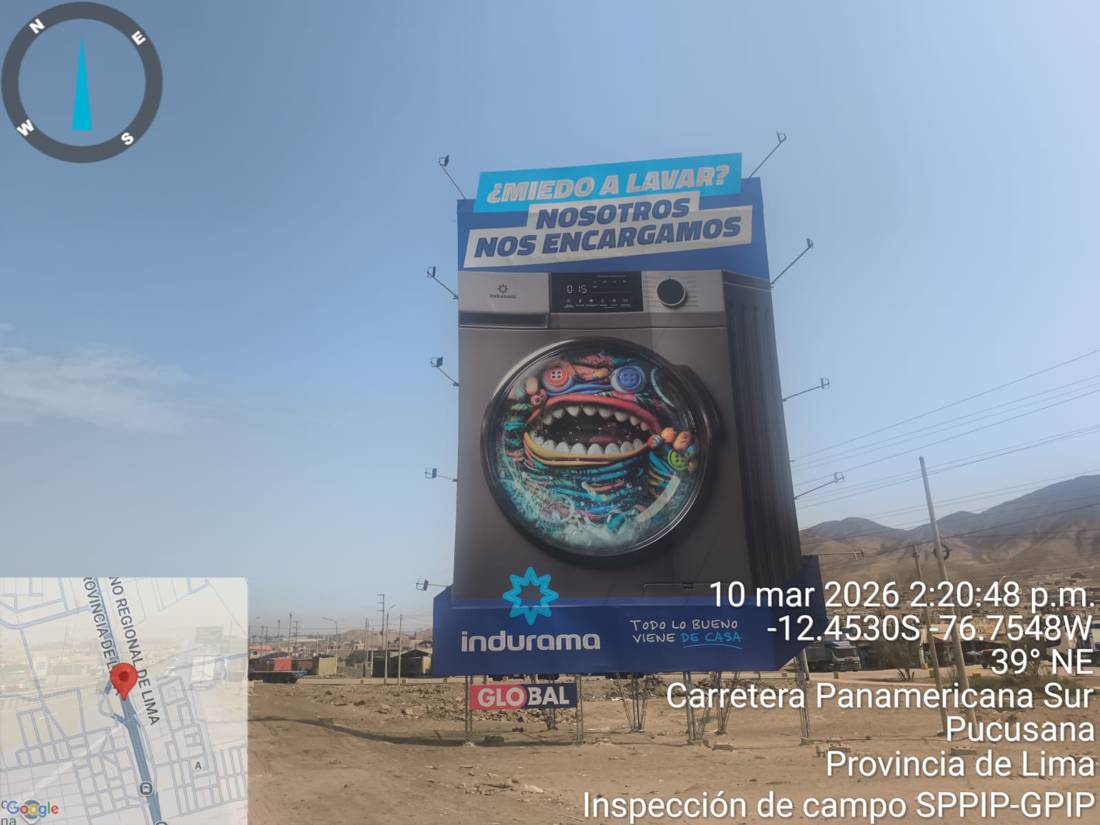 N
E
W
S
¿MIEDO A LAVAR?
NOSOTROS
NOS ENCARGAMOS
indurama
0:15
indurama
TODO LO BUENO
VIENE DE CASA
GLOBAL
NO REGIONAL DE LIMA
A
Google
na
10 mar 2026 2:20:48 p.m.
-12.4530S -76.7548W
39° NE
Carretera Panamericana Sur
Pucusana
Provincia de Lima
Inspección de campo SPPIP-GPIP